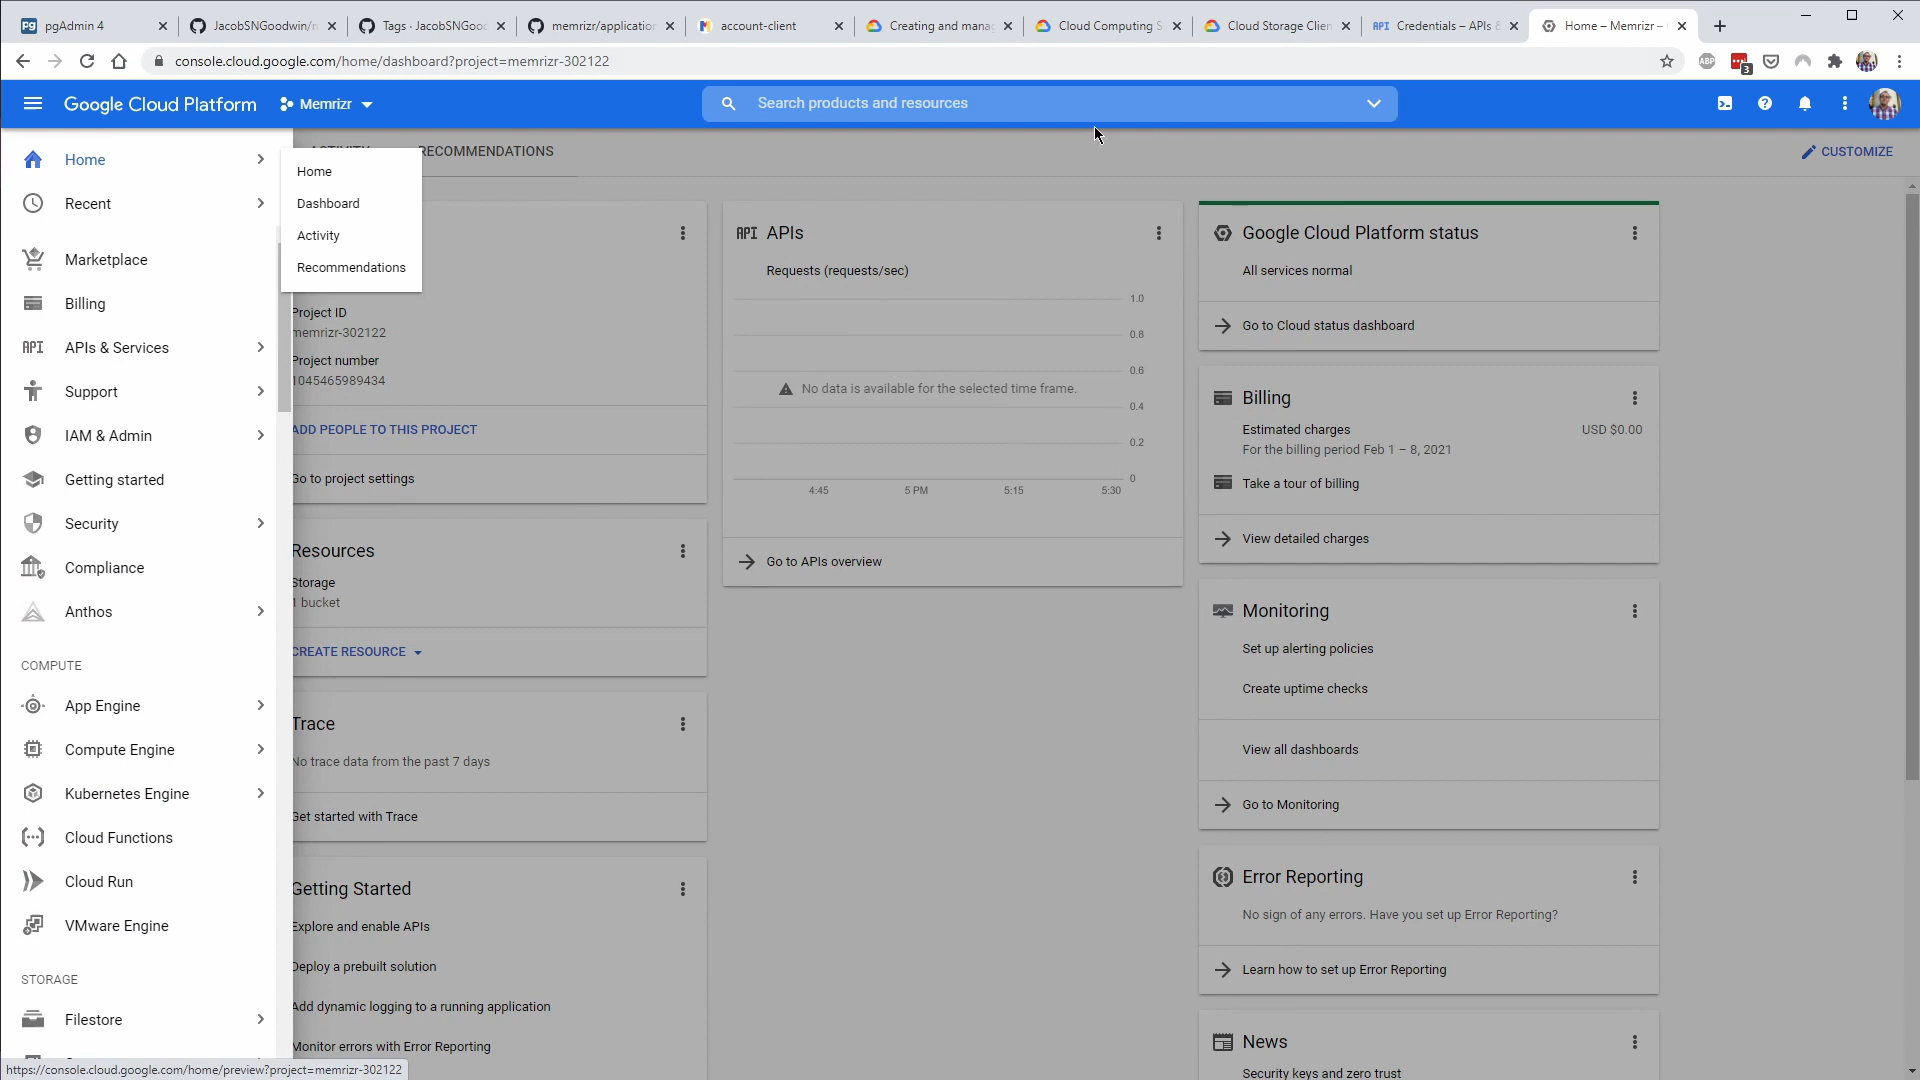 pgAdmin 4
JacobSNGoodwin/m
Tags · JacobSNGoo
memrizr/application
account-client
Creating and mana
Cloud Computing S
Cloud Storage Clien
API Credentials – APIs &
Home – Memrizr –
console.cloud.google.com/home/dashboard?project=memrizr-302122
ABP
3
Google Cloud Platform
Memrizr
Search products and resources
ACTIVITY
RECOMMENDATIONS
CUSTOMIZE
Home
Recent
Marketplace
Billing
API APIs & Services
Support
IAM & Admin
Getting started
Security
Compliance
Anthos
COMPUTE
App Engine
Compute Engine
Kubernetes Engine
Cloud Functions
Cloud Run
VMware Engine
STORAGE
Filestore
Home
Dashboard
Activity
Recommendations
Project ID
memrizr-302122
Project number
1045465989434
ADD PEOPLE TO THIS PROJECT
Go to project settings
Resources
Storage
1 bucket
CREATE RESOURCE
Trace
No trace data from the past 7 days
Get started with Trace
Getting Started
Explore and enable APIs
Deploy a prebuilt solution
Add dynamic logging to a running application
Monitor errors with Error Reporting
API APIs
Requests (requests/sec)
1.0
0.8
0.6
No data is available for the selected time frame.
0.4
0.2
0
4:45 5 PM 5:15 5:30
Go to APIs overview
Google Cloud Platform status
All services normal
Go to Cloud status dashboard
Billing
Estimated charges USD $0.00
For the billing period Feb 1 – 8, 2021
Take a tour of billing
View detailed charges
Monitoring
Set up alerting policies
Create uptime checks
View all dashboards
Go to Monitoring
Error Reporting
No sign of any errors. Have you set up Error Reporting?
Learn how to set up Error Reporting
News
Security keys and zero trust
https://console.cloud.google.com/home/preview?project=memrizr-302122